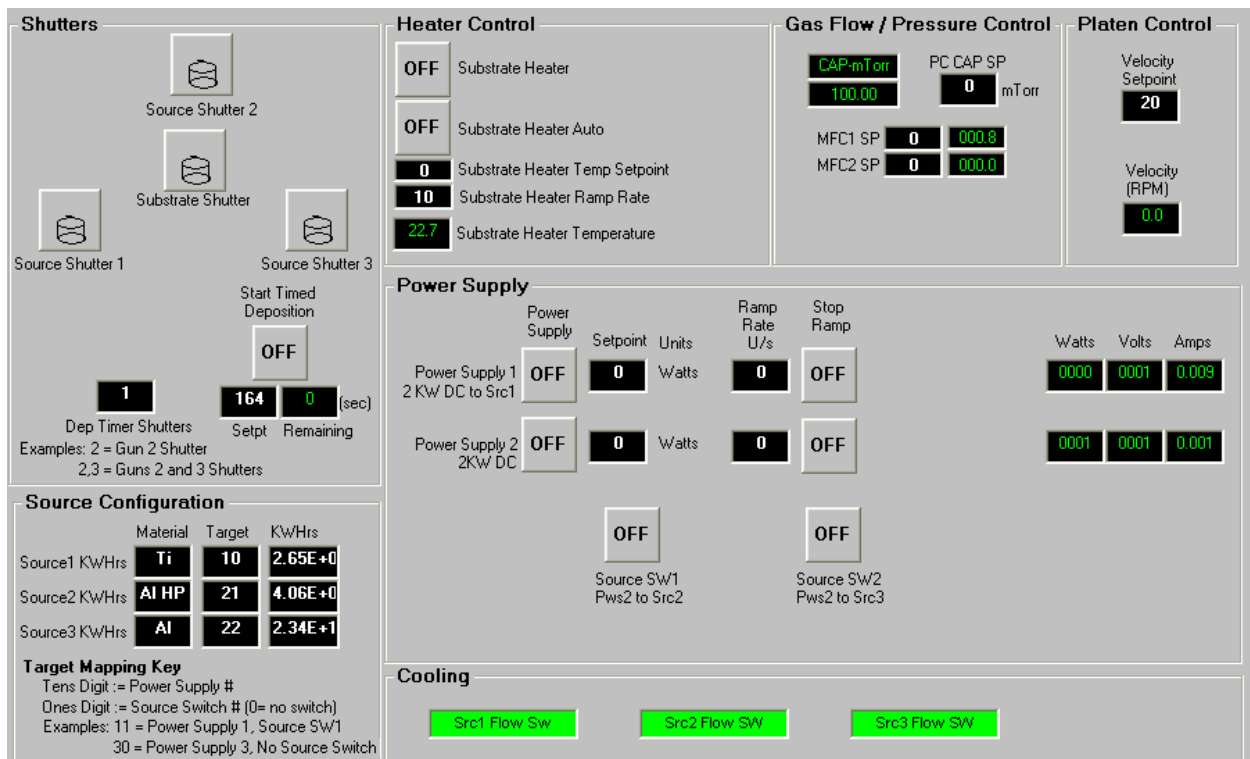 Shutters
Source Shutter 2
Substrate Shutter
Source Shutter 1
Source Shutter 3
Start Timed
Deposition
OFF
1
164
0
(sec)
Dep Timer Shutters
Setpt
Remaining
Examples: 2 = Gun 2 Shutter
2,3 = Guns 2 and 3 Shutters
Heater Control
OFF
Substrate Heater
OFF
Substrate Heater Auto
0
Substrate Heater Temp Setpoint
10
Substrate Heater Ramp Rate
22.7
Substrate Heater Temperature
Gas Flow / Pressure Control
CAP-mTorr
100.00
PC CAP SP
0
mTorr
MFC1 SP
0
000.8
MFC2 SP
0
000.0
Platen Control
Velocity
Setpoint
20
Velocity
(RPM)
0.0
Power Supply
Power
Supply
Setpoint
Units
Ramp
Rate
U/s
Stop
Ramp
Watts
Volts
Amps
Power Supply 1
2 KW DC to Src1
OFF
0
Watts
0
OFF
0000
0001
0.009
Power Supply 2
2KW DC
OFF
0
Watts
0
OFF
0001
0001
0.001
OFF
Source SW1
Pws2 to Src2
OFF
Source SW2
Pws2 to Src3
Source Configuration
Material
Target
KWHrs
Source1 KWHrs
Ti
10
2.65E+0
Source2 KWHrs
Al HP
21
4.06E+0
Source3 KWHrs
Al
22
2.34E+1
Target Mapping Key
Tens Digit := Power Supply #
Ones Digit := Source Switch # (0= no switch)
Examples: 11 = Power Supply 1, Source SW1
30 = Power Supply 3, No Source Switch
Cooling
Src1 Flow Sw
Src2 Flow SW
Src3 Flow SW